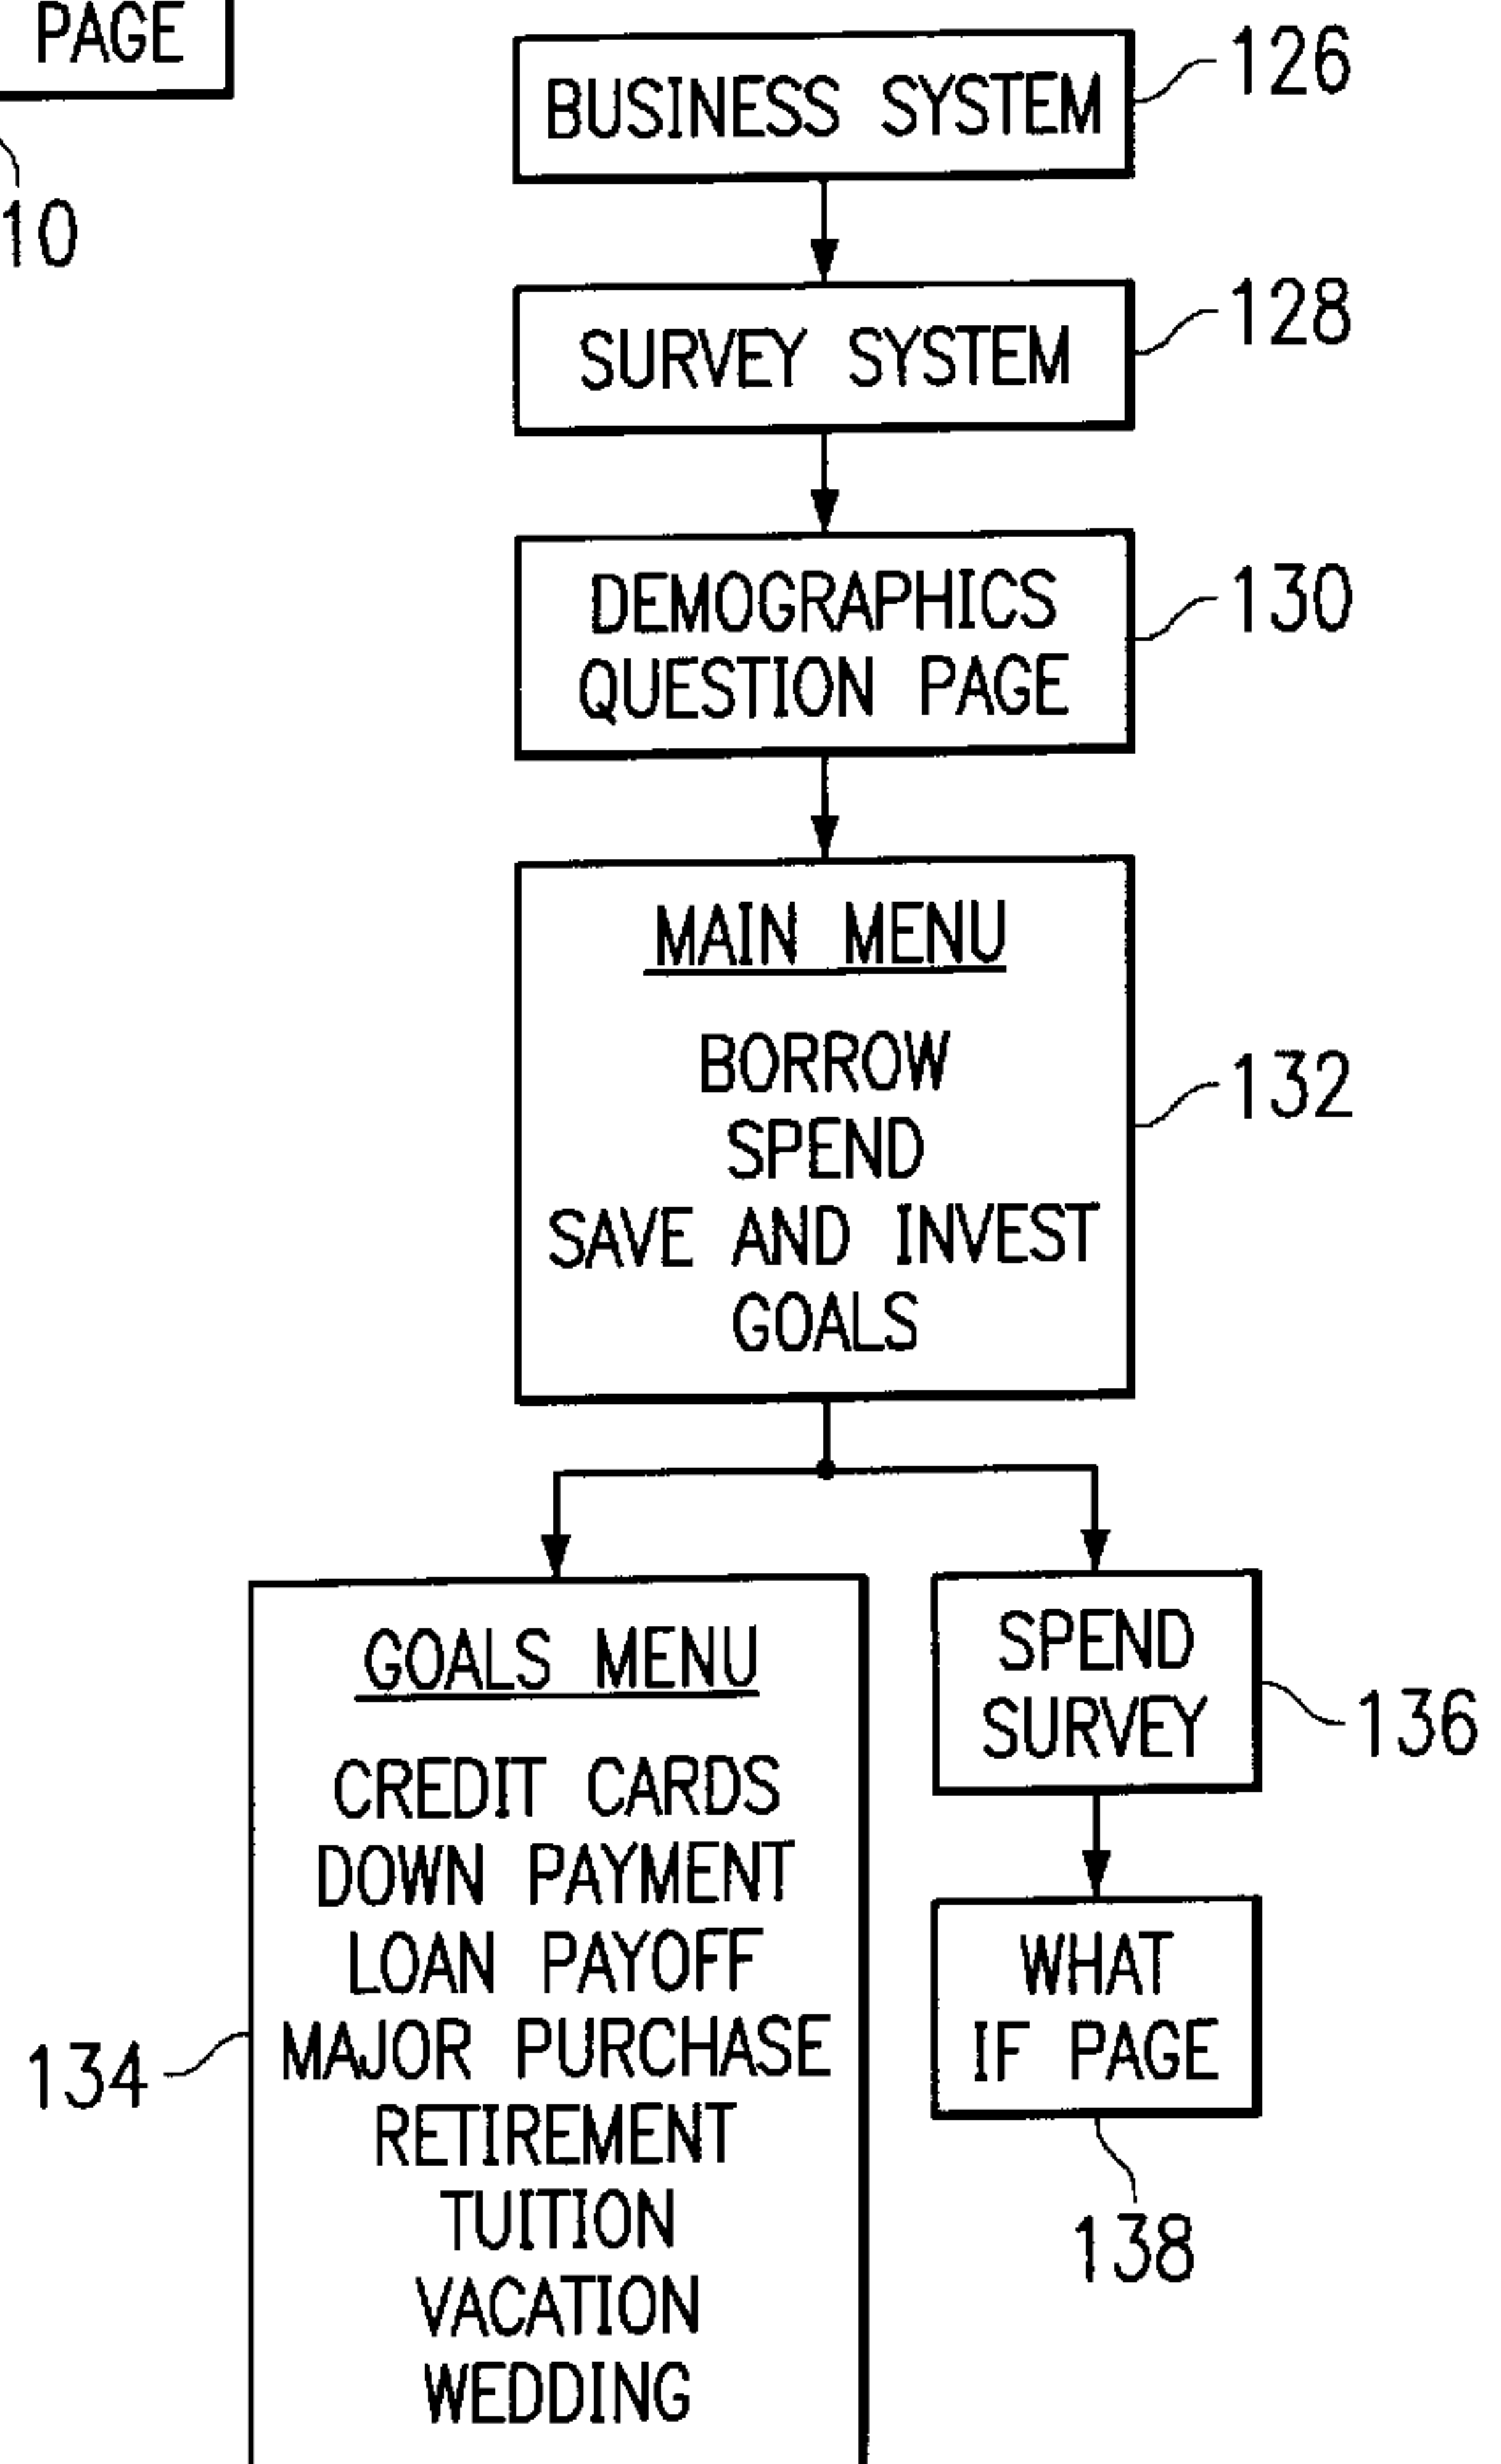 PAGE
10
BUSINESS SYSTEM
126
SURVEY SYSTEM
128
DEMOGRAPHICS
QUESTION PAGE
130
MAIN MENU
BORROW
SPEND
SAVE AND INVEST
GOALS
132
GOALS MENU
CREDIT CARDS
DOWN PAYMENT
LOAN PAYOFF
MAJOR PURCHASE
RETIREMENT
TUITION
VACATION
WEDDING
134
SPEND
SURVEY
136
WHAT
IF PAGE
138